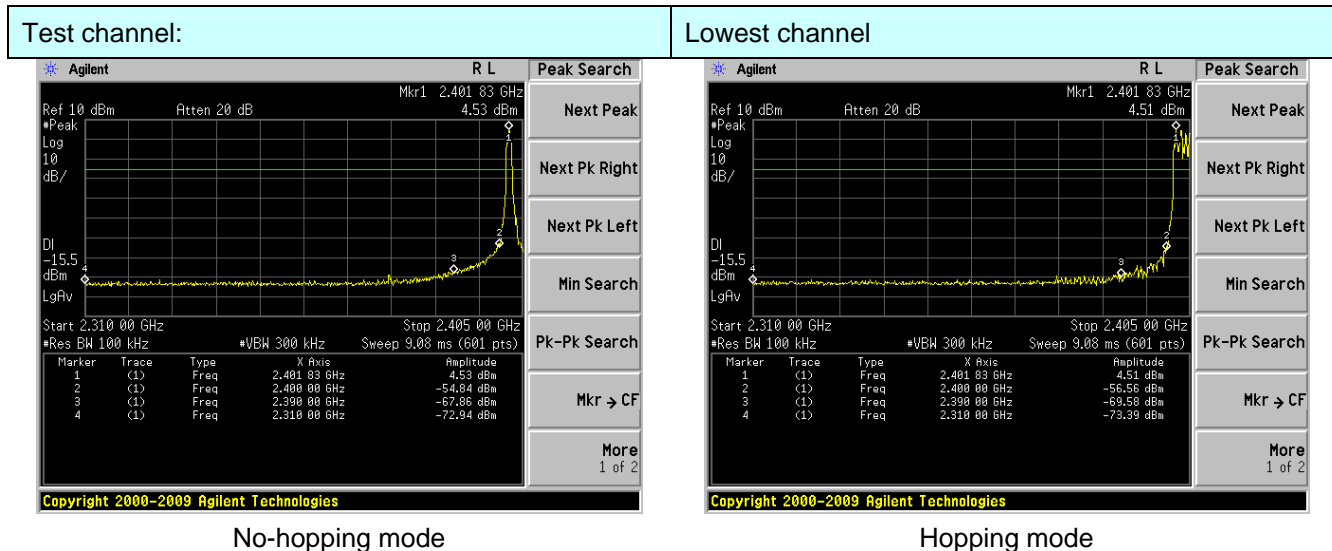 Test channel:
Lowest channel
Agilent R L Peak Search
Mkr1 2.401 83 GHz
Ref 10 dBm Atten 20 dB 4.53 dBm
#Peak
Log
10
dB/
DI
-15.5
dBm
LgAv
1
2
3
4
Start 2.310 00 GHz Stop 2.405 00 GHz
#Res BW 100 kHz #VBW 300 kHz Sweep 9.08 ms (601 pts)
Marker Trace Type X Axis Amplitude
1 (1) Freq 2.401 83 GHz 4.53 dBm
2 (1) Freq 2.400 00 GHz -54.84 dBm
3 (1) Freq 2.390 00 GHz -67.86 dBm
4 (1) Freq 2.310 00 GHz -72.94 dBm
Next Peak
Next Pk Right
Next Pk Left
Min Search
Pk-Pk Search
Mkr → CF
More
1 of 2
Copyright 2000-2009 Agilent Technologies
No-hopping mode
Agilent R L Peak Search
Mkr1 2.401 83 GHz
Ref 10 dBm Atten 20 dB 4.51 dBm
#Peak
Log
10
dB/
DI
-15.5
dBm
LgAv
1
2
3
4
Start 2.310 00 GHz Stop 2.405 00 GHz
#Res BW 100 kHz #VBW 300 kHz Sweep 9.08 ms (601 pts)
Marker Trace Type X Axis Amplitude
1 (1) Freq 2.401 83 GHz 4.51 dBm
2 (1) Freq 2.400 00 GHz -56.56 dBm
3 (1) Freq 2.390 00 GHz -69.58 dBm
4 (1) Freq 2.310 00 GHz -73.39 dBm
Next Peak
Next Pk Right
Next Pk Left
Min Search
Pk-Pk Search
Mkr → CF
More
1 of 2
Copyright 2000-2009 Agilent Technologies
Hopping mode